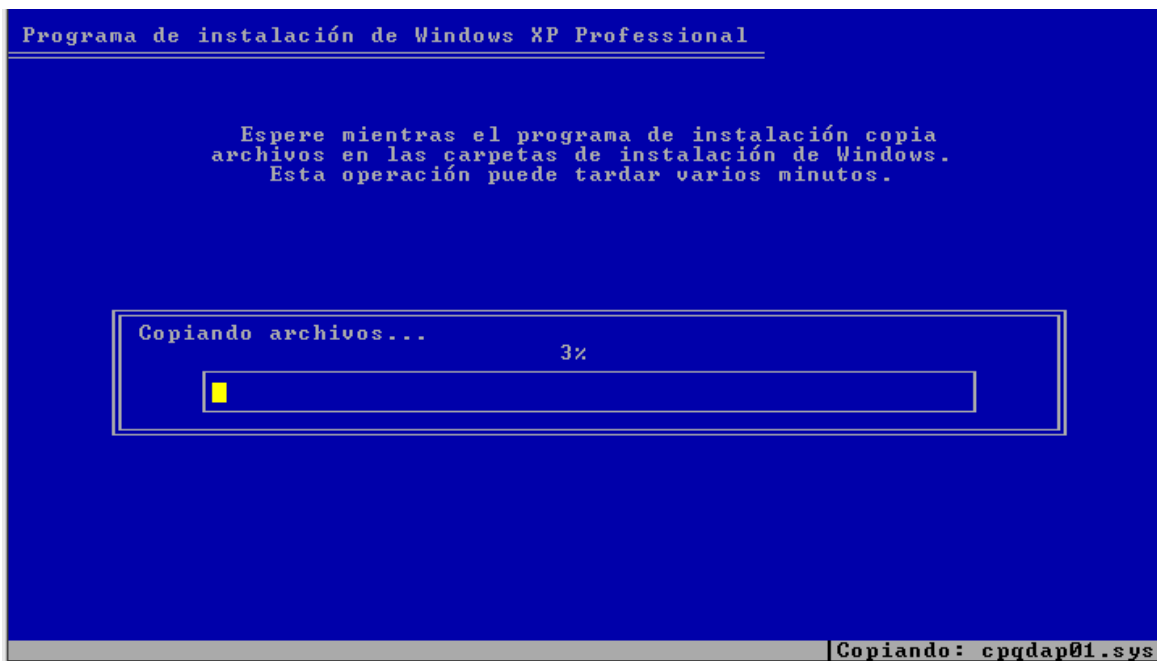 Programa de instalación de Windows XP Professional
Espere mientras el programa de instalación copia
archivos en las carpetas de instalación de Windows.
Esta operación puede tardar varios minutos.
Copiando archivos...
3%
Copiando: cpqdap01.sys